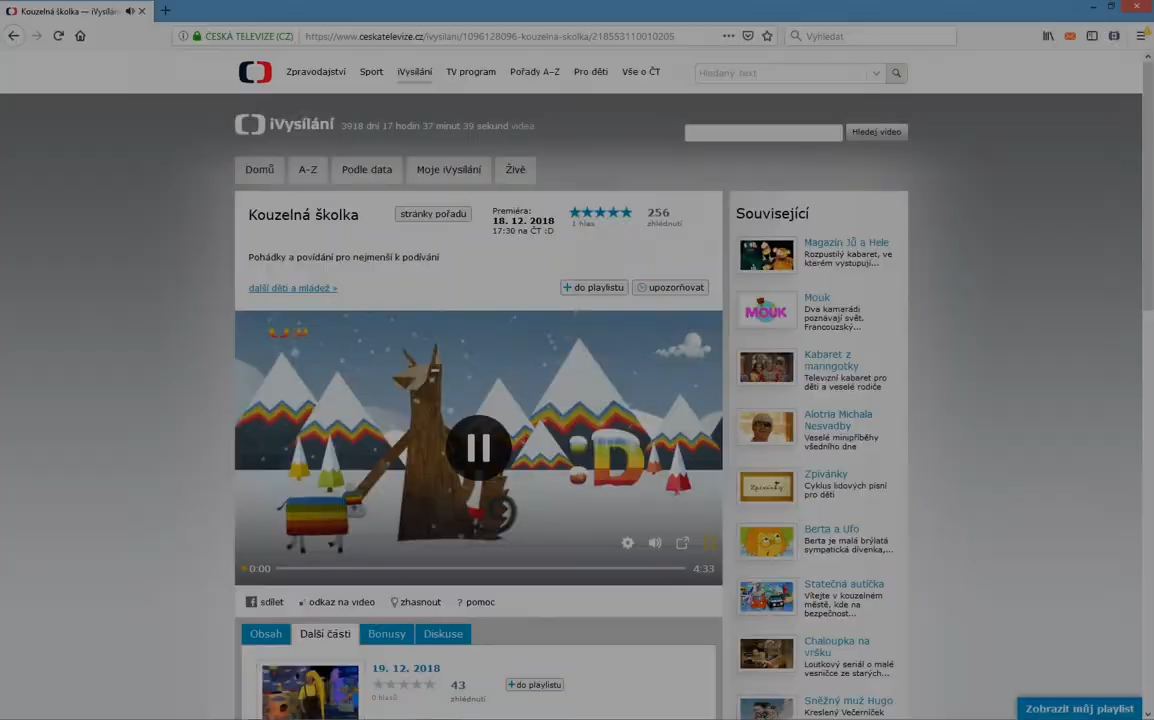 Kouzelná školka — iVysílán
ČESKÁ TELEVIZE (CZ)
https://www.ceskatelevize.cz/ivysilani/1096128096-kouzelna-skolka/218553110010205
Vyhledat
Zpravodajství
Sport
iVysílání
TV program
Pořady A–Z
Pro děti
Vše o ČT
Hledaný text
iVysílání
3918 dní 17 hodin 37 minut 39 sekund videa
Hledej video
Domů
A-Z
Podle data
Moje iVysílání
Živě
Kouzelná školka
stránky pořadu
Premiéra:
18. 12. 2018
17:30 na ČT :D
1 hlas
256
zhlédnutí
Pohádky a povídání pro nejmenší k podívání
další děti a mládež »
+ do playlistu
upozorňovat
:D
0:00
4:33
sdílet
odkaz na video
zhasnout
? pomoc
Obsah
Další části
Bonusy
Diskuse
19. 12. 2018
0 hlasů
43
zhlédnutí
+do playlistu
Související
Magazín Jů a Hele
Rozpustilý kabaret, ve
kterém vystupují...
MOUK
Mouk
Dva kamarádi
poznávají svět.
Francouzský...
Kabaret z
maringotky
Televizní kabaret pro
děti a veselé rodiče
Alotria Michala
Nesvadby
Veselé minipříběhy
všedního dne
Zpívánky
Zpívánky
Cyklus lidových písní
pro děti
Berta a Ufo
Berta je malá brýlatá
sympatická dívenka,...
Statečná autíčka
Vítejte v kouzelném
městě, kde na
bezpečnost...
Chaloupka na
vršku
Loutkový seriál o malé
vesničce ze starých...
Sněžný muž Hugo
Kreslený Večerníček
Zobrazit můj playlist